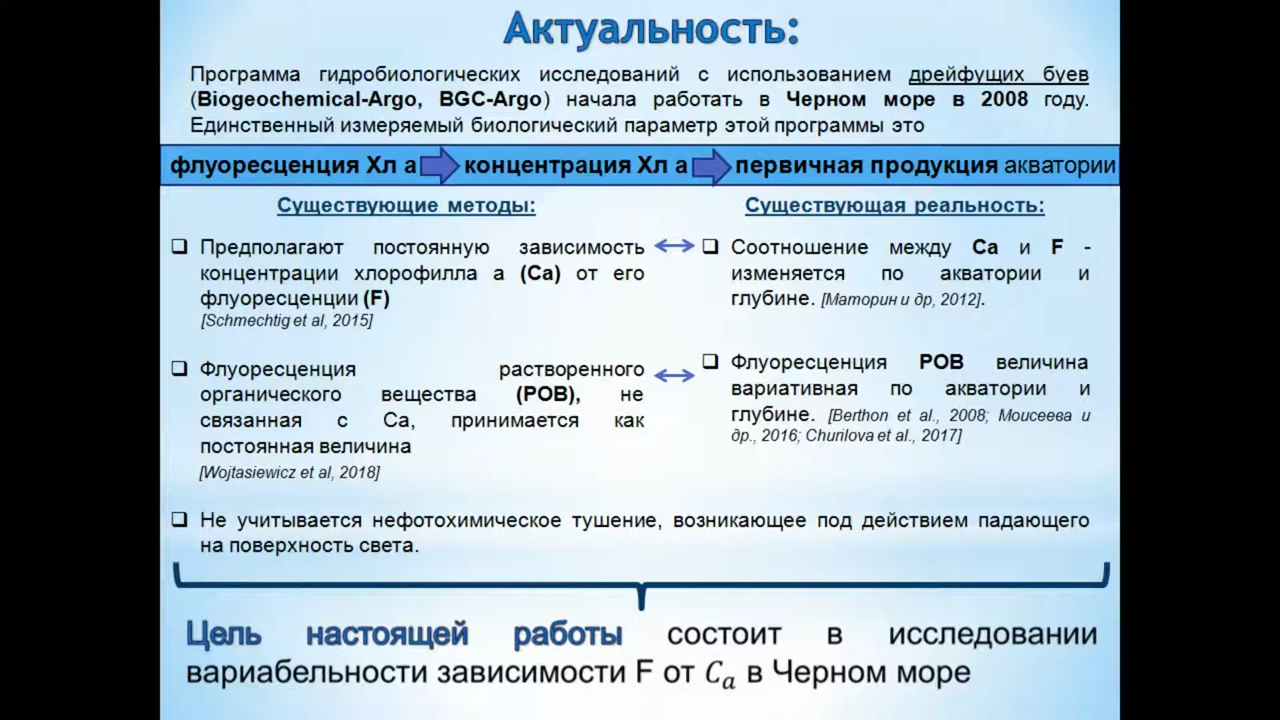 Актуальность:
Программа гидробиологических исследований с использованием дрейфущих буев
(Biogeochemical-Argo, BGC-Argo) начала работать в Черном море в 2008 году.
Единственный измеряемый биологический параметр этой программы это
флуоресценция Хл а концентрация Хл а первичная продукция акватории
Существующие методы:
❑ Предполагают постоянную зависимость
концентрации хлорофилла а (Са) от его
флуоресценции (F)
[Schmechtig et al, 2015]
❑ Флуоресценция растворенного
органического вещества (РОВ), не
связанная с Са, принимается как
постоянная величина
[Wojtasiewicz et al, 2018]
Существующая реальность:
❑ Соотношение между Са и F -
изменяется по акватории и
глубине. [Маторин и др, 2012].
❑ Флуоресценция РОВ величина
вариативная по акватории и
глубине. [Berthon et al., 2008; Моисеева и
др., 2016; Churilova et al., 2017]
❑ Не учитывается нефотохимическое тушение, возникающее под действием падающего
на поверхность света.
Цель настоящей работы состоит в исследовании
вариабельности зависимости F от Cₐ в Черном море